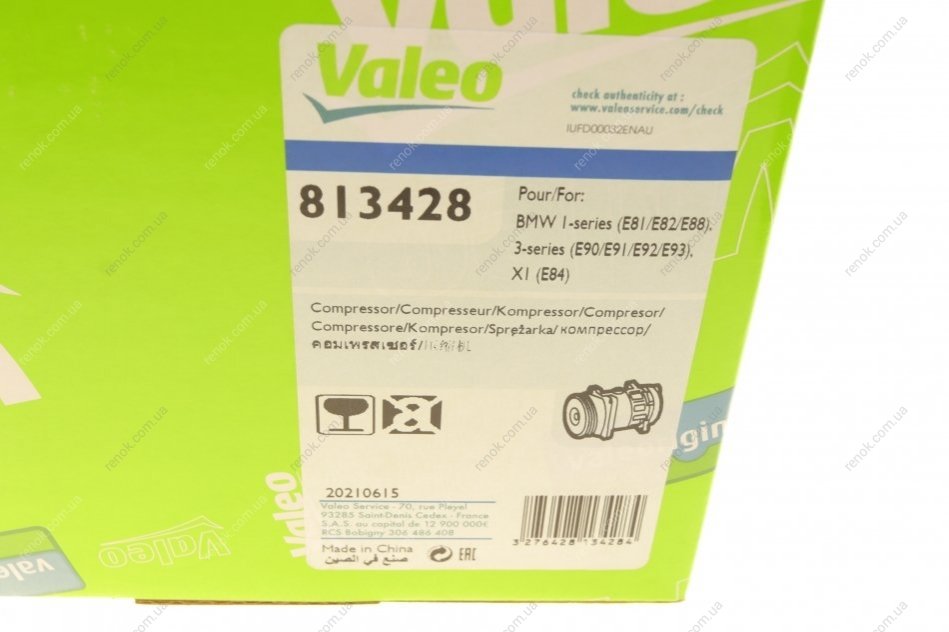 Valeo
check authenticity at :
www.valeoservice.com/check
IUFD00032ENAU
813428
Pour/For:
BMW 1-series (E81/E82/E88),
3-series (E90/E91/E92/E93),
X1 (E84)
Compressor/Compresseur/Kompressor/Compresor/
Compressore/Kompresor/Sprężarka/компрессор/
คอมเพรสเซอร์/压缩机
20210615
Valeo Service - 70, rue Pleyel
93285 Saint-Denis Cedex - France
S.A.S. au capital de 12 900 000€
RCS Bobigny 306 486 408
3 276428 134284
Made in China
صنع في الصين
EAC
Valeo
Valeo
Valeo
renok.com.ua